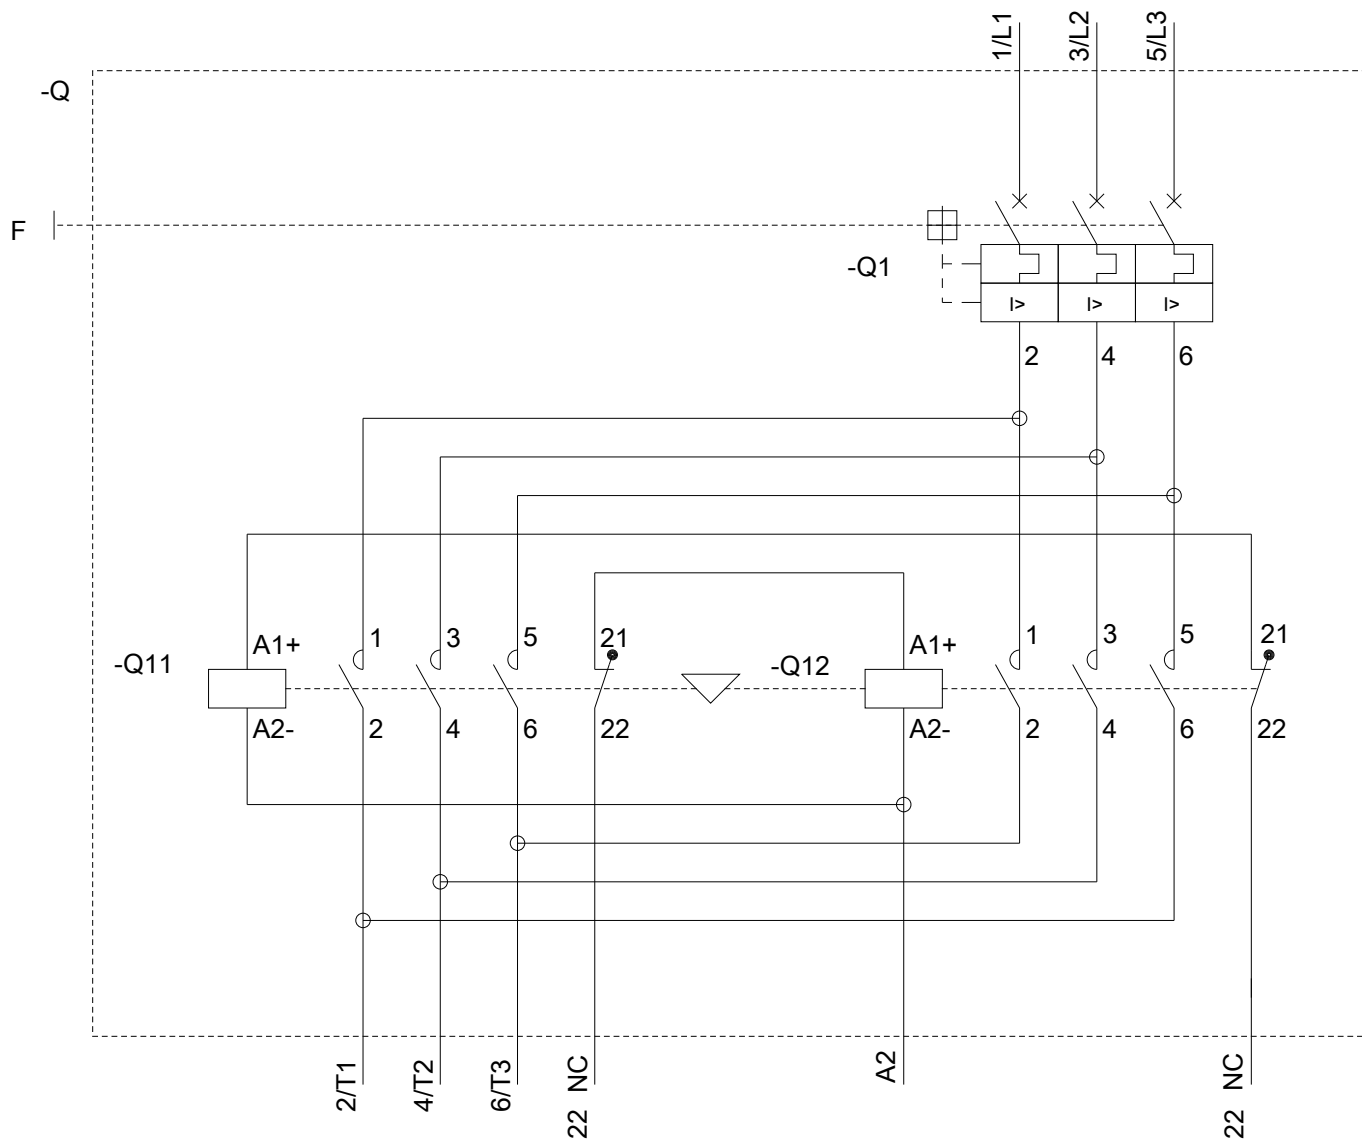 1/L1 3/L2 5/L3
-Q
F
-Q1
I> I> I>
2 4 6
-Q11 A1+ 1 3 5 21 -Q12 A1+ 1 3 5 21
A2- 2 4 6 22 A2- 2 4 6 22
2/T1 4/T2 6/T3 22 NC A2 22 NC